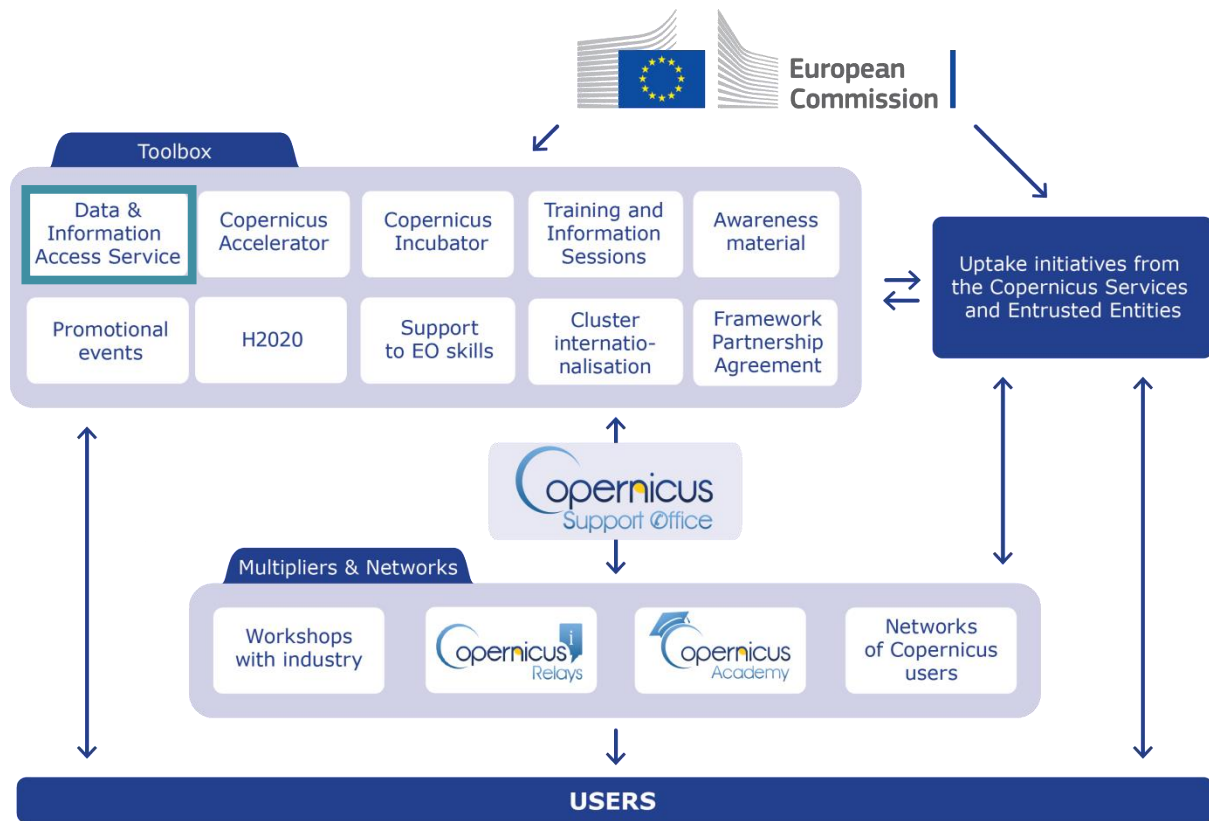 European
Commission
Toolbox
Data &
Information
Access Service
Copernicus
Accelerator
Copernicus
Incubator
Training and
Information
Sessions
Awareness
material
Promotional
events
H2020
Support
to EO skills
Cluster
internatio-
nalisation
Framework
Partnership
Agreement
Uptake initiatives from
the Copernicus Services
and Entrusted Entities
Copernicus
Support Office
Multipliers & Networks
Workshops
with industry
Copernicus
i
Relays
Copernicus
Academy
Networks
of Copernicus
users
USERS